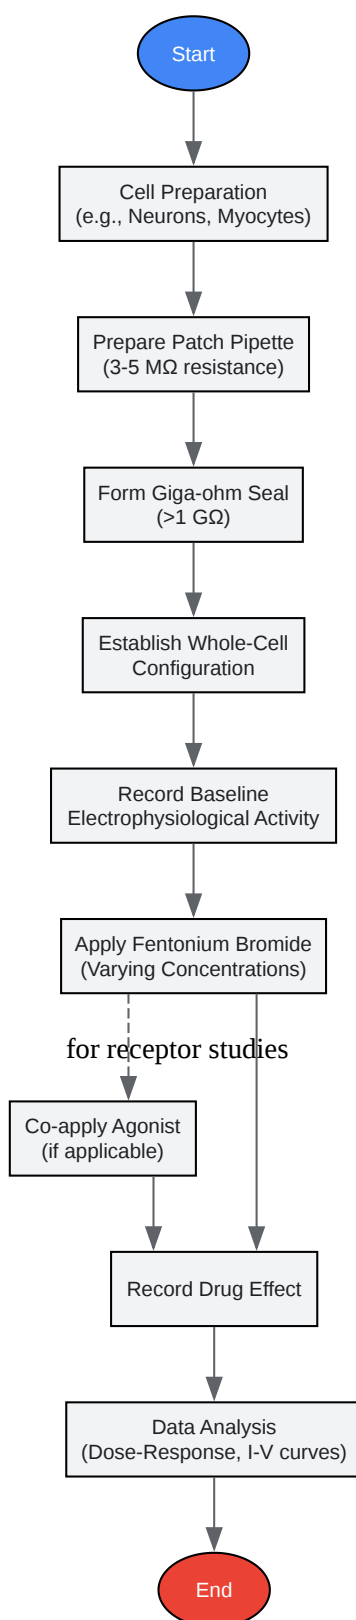 Start
Cell Preparation
(e.g., Neurons, Myocytes)
Prepare Patch Pipette
(3-5 MΩ resistance)
Form Giga-ohm Seal
(>1 GΩ)
Establish Whole-Cell
Configuration
Record Baseline
Electrophysiological Activity
Apply Fentonium Bromide
(Varying Concentrations)
for receptor studies
Co-apply Agonist
(if applicable)
Record Drug Effect
Data Analysis
(Dose-Response, I-V curves)
End